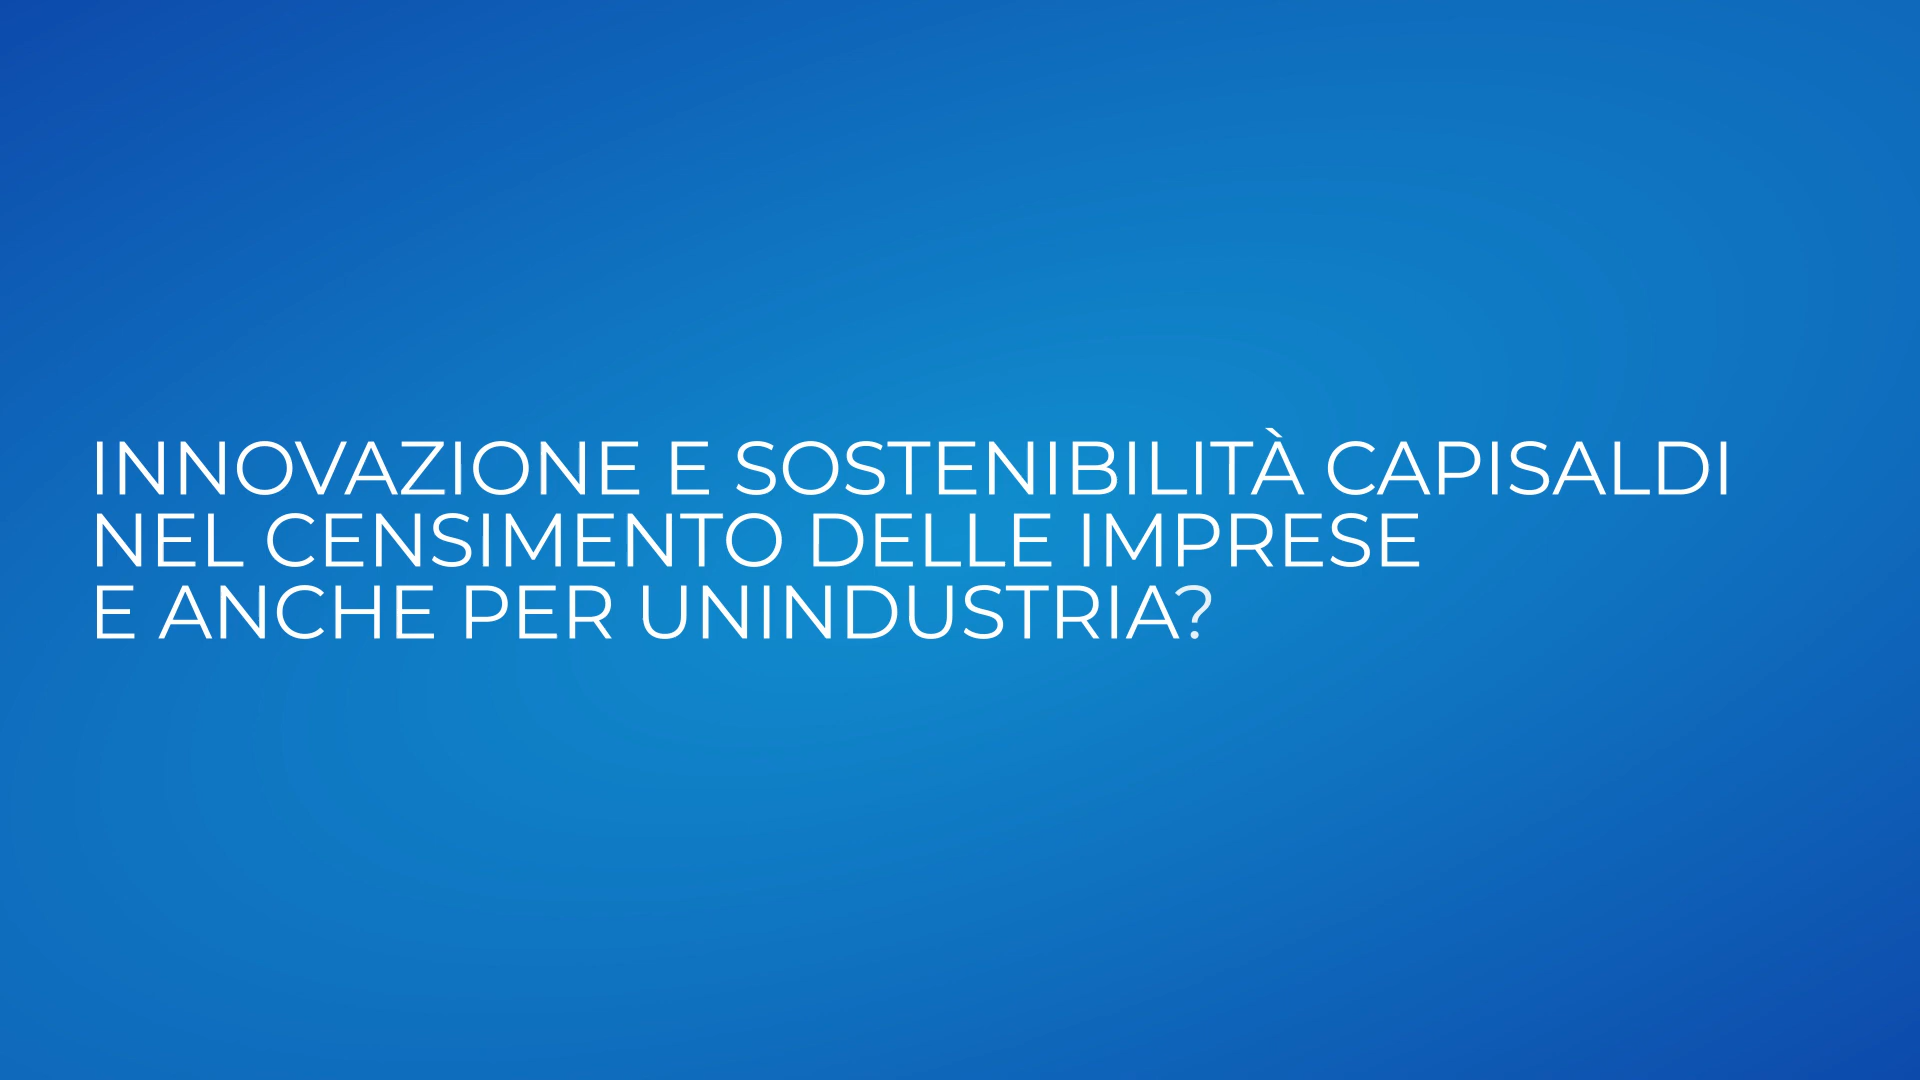 INNOVAZIONE E SOSTENIBILITÀ CAPISALDI
NEL CENSIMENTO DELLE IMPRESE
E ANCHE PER UNINDUSTRIA?